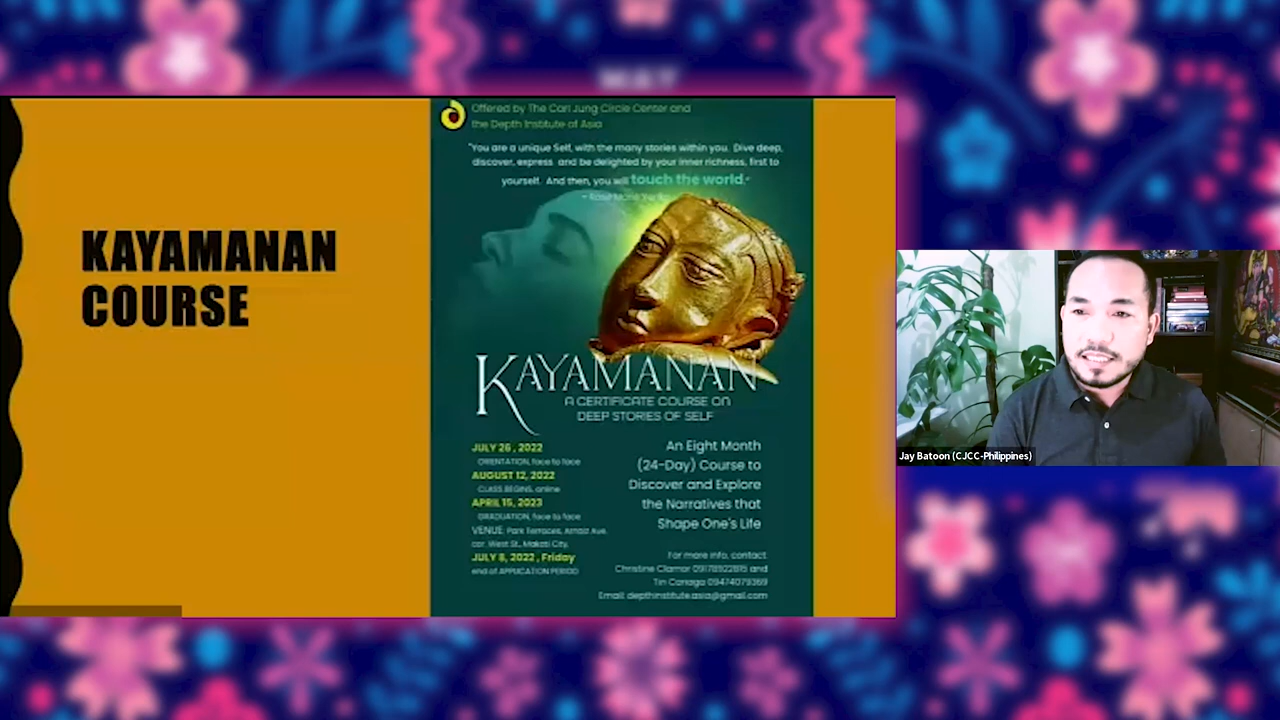 MAY
KAYAMANAN
COURSE
Offered by The Carl Jung Circle Center and
the Depth Institute of Asia
"You are a unique Self, with the many stories within you. Dive deep,
discover, express and be delighted by your inner richness, first to
yourself. And then, you will touch the world."
KAYAMANAN
A CERTIFICATE COURSE ON
DEEP STORIES OF SELF
JULY 26, 2022
ORIENTATION, face to face
AUGUST 12, 2022
CLASS BEGINS, online
APRIL 15, 2023
GRADUATION, face to face
VENUE: Park Terraces, Arnaiz Ave.
cor. West St., Makati City,
JULY 8, 2022, Friday
end of APPLICATION PERIOD
An Eight Month
(24-Day) Course to
Discover and Explore
the Narratives that
Shape One's Life
For more info, contact:
Christine Clamor and
Tin Cariaga 09474079369
Email: depthinstitute.asia@gmail.com
Jay Batoon (CJCC-Philippines)